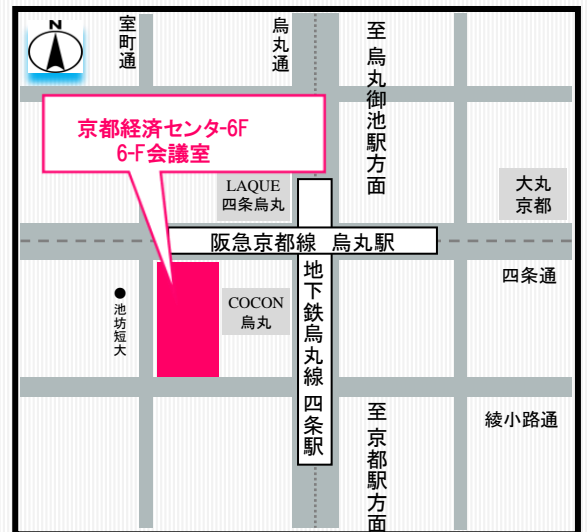 N
室町通
烏丸通
至烏丸御池駅方面
京都経済センタ-6F
6-F会議室
LAQUE
四条烏丸
大丸
京都
阪急京都線 烏丸駅
四条通
地下鉄烏丸線 四条駅
●池坊短大
COCON
烏丸
綾小路通
至京都駅方面